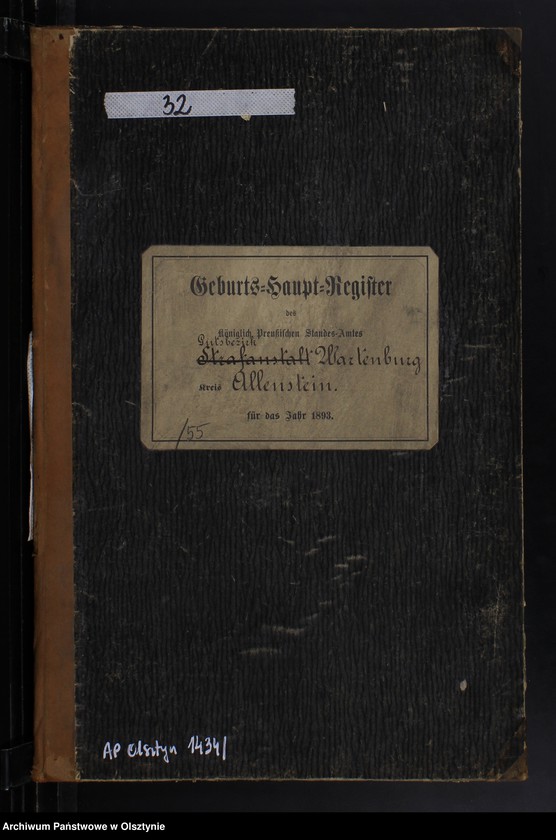 32
Geburts-Haupt-Register
des
Königlich Preußischen Standes-Amtes
Gutsbezirk
Strafanstalt Wartenburg
Kreis Allenstein.
für das Jahr 1893.
/55
AP Olsztyn 1434/
Archiwum Państwowe w Olsztynie